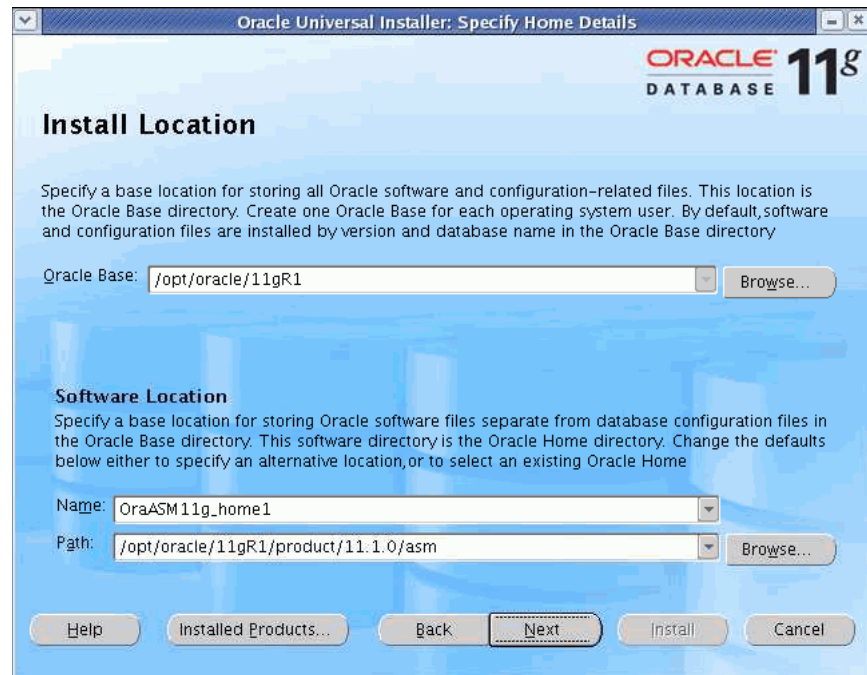 Oracle Universal Installer: Specify Home Details
ORACLE
DATABASE
11g
Install Location
Specify a base location for storing all Oracle software and configuration-related files. This location is
the Oracle Base directory. Create one Oracle Base for each operating system user. By default,software
and configuration files are installed by version and database name in the Oracle Base directory
Oracle Base: /opt/oracle/11gR1 Browse...
Software Location
Specify a base location for storing Oracle software files separate from database configuration files in
the Oracle Base directory. This software directory is the Oracle Home directory. Change the defaults
below either to specify an alternative location,or to select an existing Oracle Home
Name: OraASM11g_home1
Path: /opt/oracle/11gR1/product/11.1.0/asm Browse...
Help Installed Products... Back Next Install Cancel